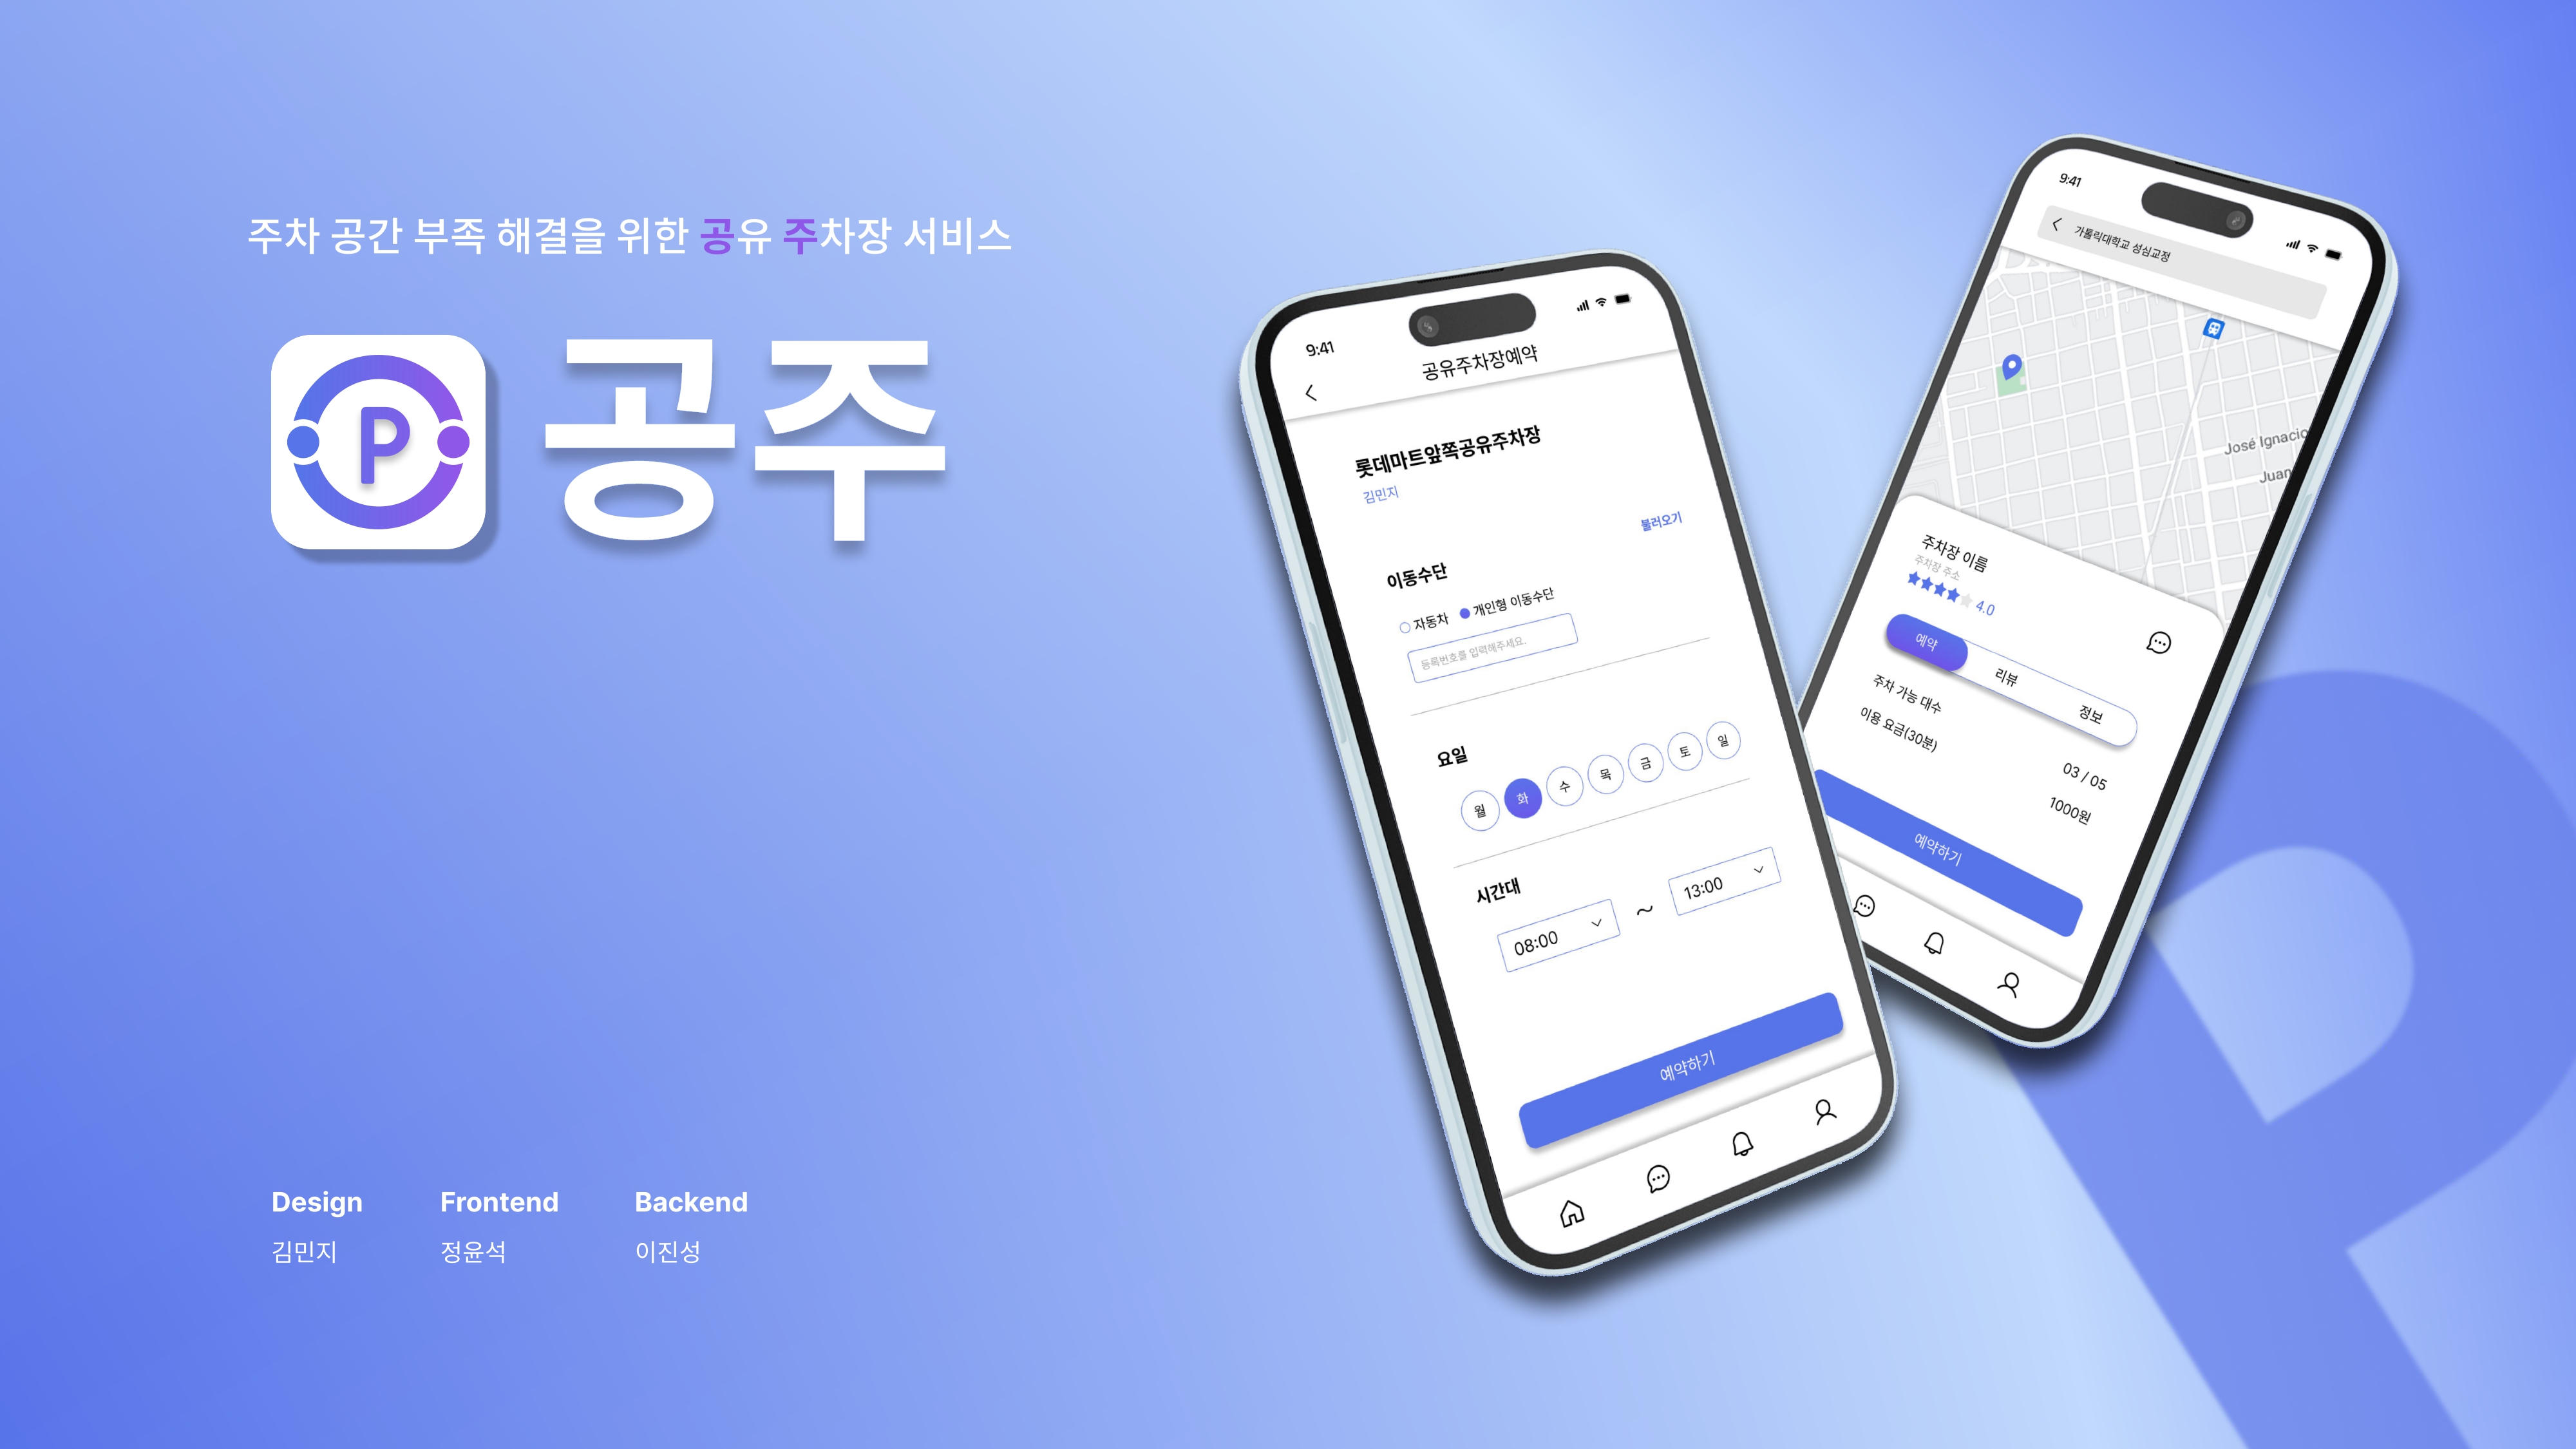 주차 공간 부족 해결을 위한 공유 주차장 서비스
P 공주
Design
김민지
Frontend
정윤석
Backend
이진성
9:41
공유주차장예약
롯데마트앞쪽공유주차장
김민지
불러오기
이동수단
자동차 개인형 이동수단
등록번호를 입력해주세요.
요일
월 화 수 목 금 토 일
시간대
08:00 ~ 13:00
예약하기
9:41
가톨릭대학교 성심교정
José Ignacio
Juan
주차장 이름
주차장 주소
4.0
예약 리뷰 정보
주차 가능 대수 03 / 05
이용 요금(30분) 1000원
예약하기